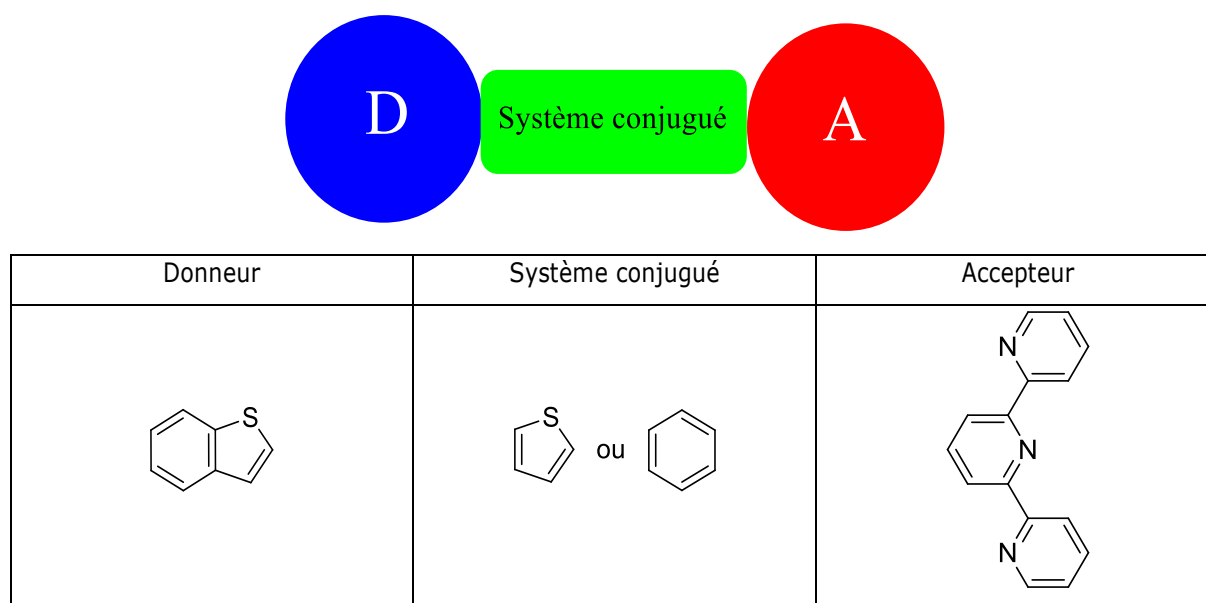 D Système conjugué A
Donneur Système conjugué Accepteur
N
S S ou N
N